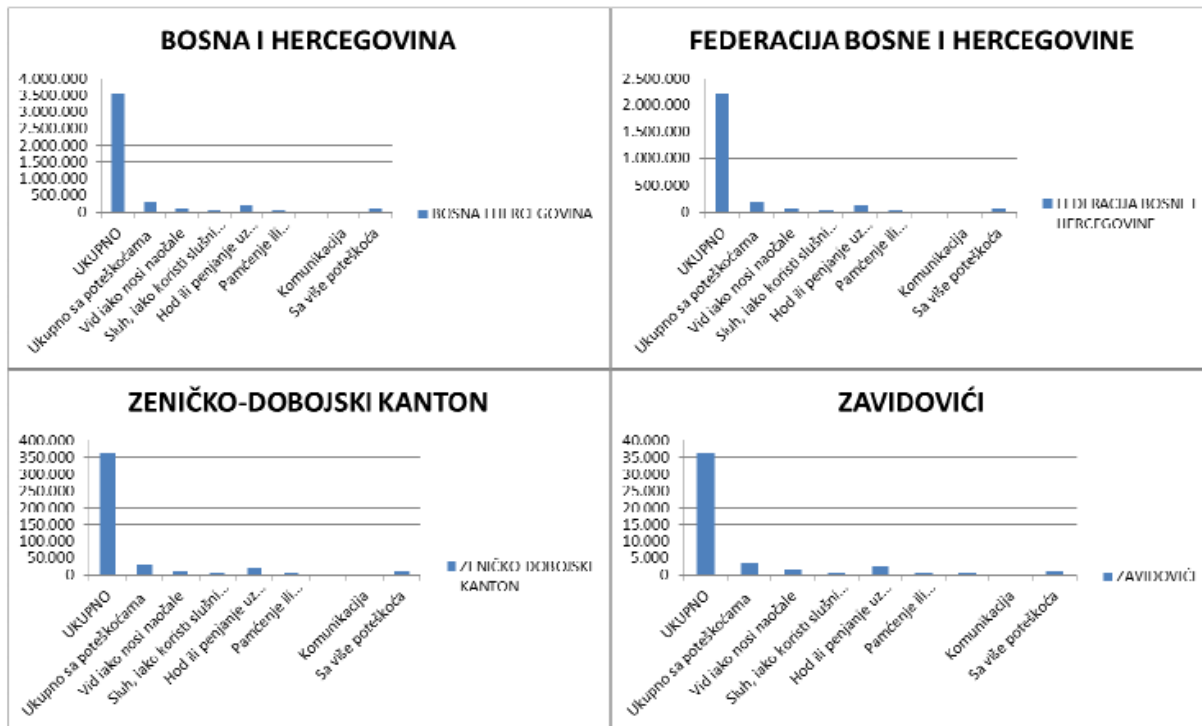 BOSNA I HERCEGOVINA
4.000.000
3.500.000
3.000.000
2.500.000
2.000.000
1.500.000
1.000.000
500.000
0
BOSNA I HERCEGOVINA
UKUPNO
Ukupno sa poteškoćama
Vid iako nosi naočale
Sluh, iako koristi slušni...
Hod ili penjanje uz...
Pamćenje ili...
Komunikacija
Sa više poteškoća
FEDERACIJA BOSNE I HERCEGOVINE
2.500.000
2.000.000
1.500.000
1.000.000
500.000
0
FEDERACIJA BOSNE I
HERCEGOVINE
UKUPNO
Ukupno sa poteškoćama
Vid iako nosi naočale
Sluh, iako koristi slušni...
Hod ili penjanje uz...
Pamćenje ili...
Komunikacija
Sa više poteškoća
ZENIČKO-DOBOJSKI KANTON
400.000
350.000
300.000
250.000
200.000
150.000
100.000
50.000
0
ZENIČKO-DOBOJSKI
KANTON
UKUPNO
Ukupno sa poteškoćama
Vid iako nosi naočale
Sluh, iako koristi slušni...
Hod ili penjanje uz...
Pamćenje ili...
Komunikacija
Sa više poteškoća
ZAVIDOVIĆI
40.000
35.000
30.000
25.000
20.000
15.000
10.000
5.000
0
ZAVIDOVIĆI
UKUPNO
Ukupno sa poteškoćama
Vid iako nosi naočale
Sluh, iako koristi slušni...
Hod ili penjanje uz...
Pamćenje ili...
Komunikacija
Sa više poteškoća